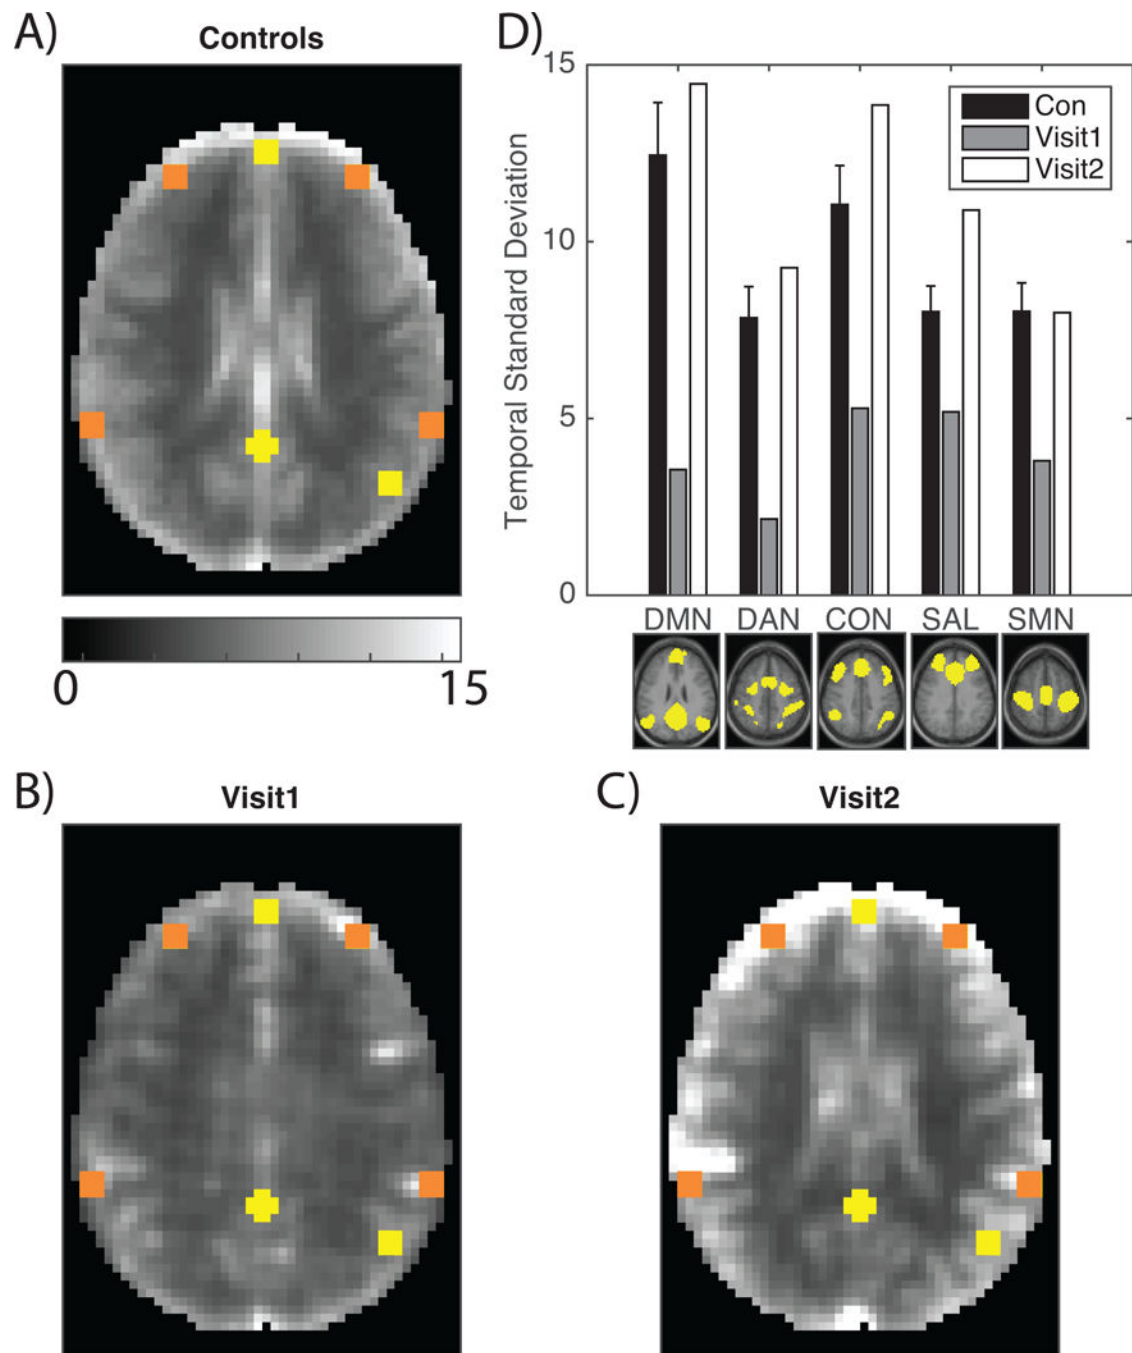 A)
Controls
0 15
D)
Temporal Standard Deviation
15
10
5
0
Con
Visit1
Visit2
DMN DAN CON SAL SMN
B)
Visit1
C)
Visit2